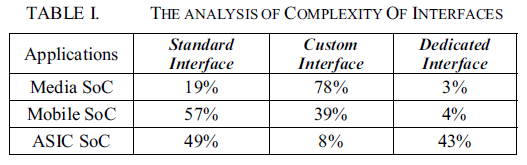 TABLE I. THE ANALYSIS OF COMPLEXITY OF INTERFACES
Applications Standard Interface Custom Interface Dedicated Interface
Media SoC 19% 78% 3%
Mobile SoC 57% 39% 4%
ASIC SoC 49% 8% 43%